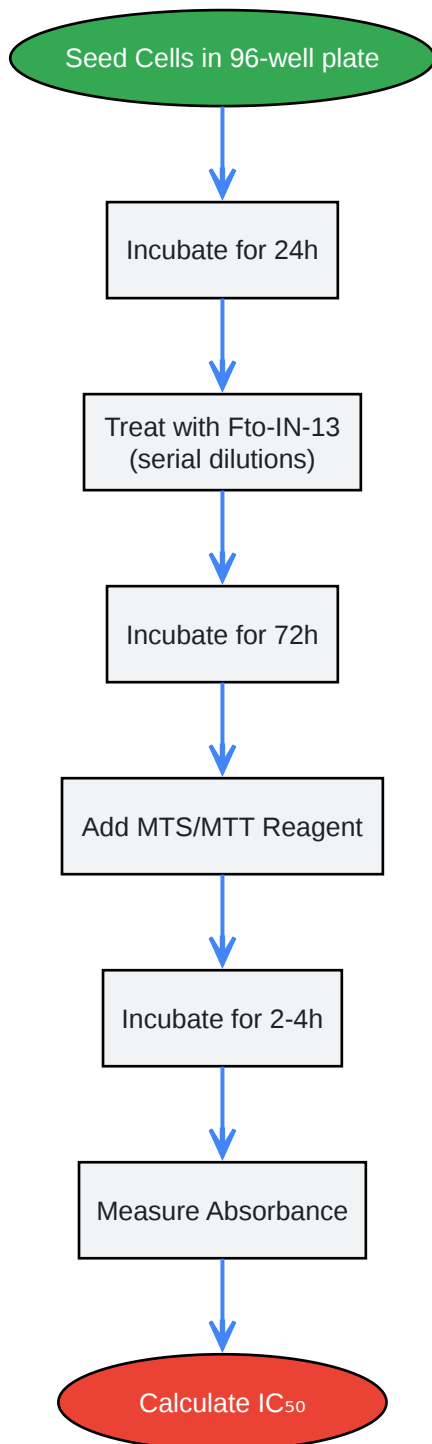 Seed Cells in 96-well plate
Incubate for 24h
Treat with Fto-IN-13
(serial dilutions)
Incubate for 72h
Add MTS/MTT Reagent
Incubate for 2-4h
Measure Absorbance
Calculate IC₅₀